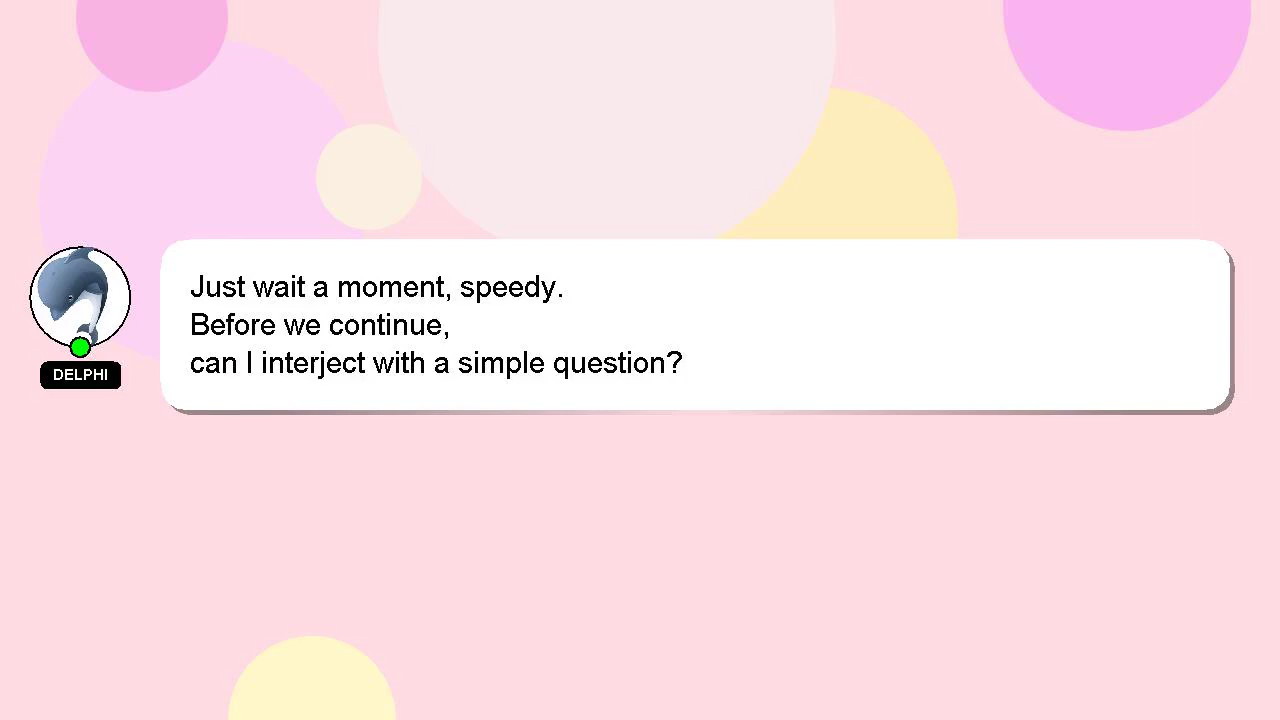 Just wait a moment, speedy.
Before we continue,
can I interject with a simple question?
DELPHI